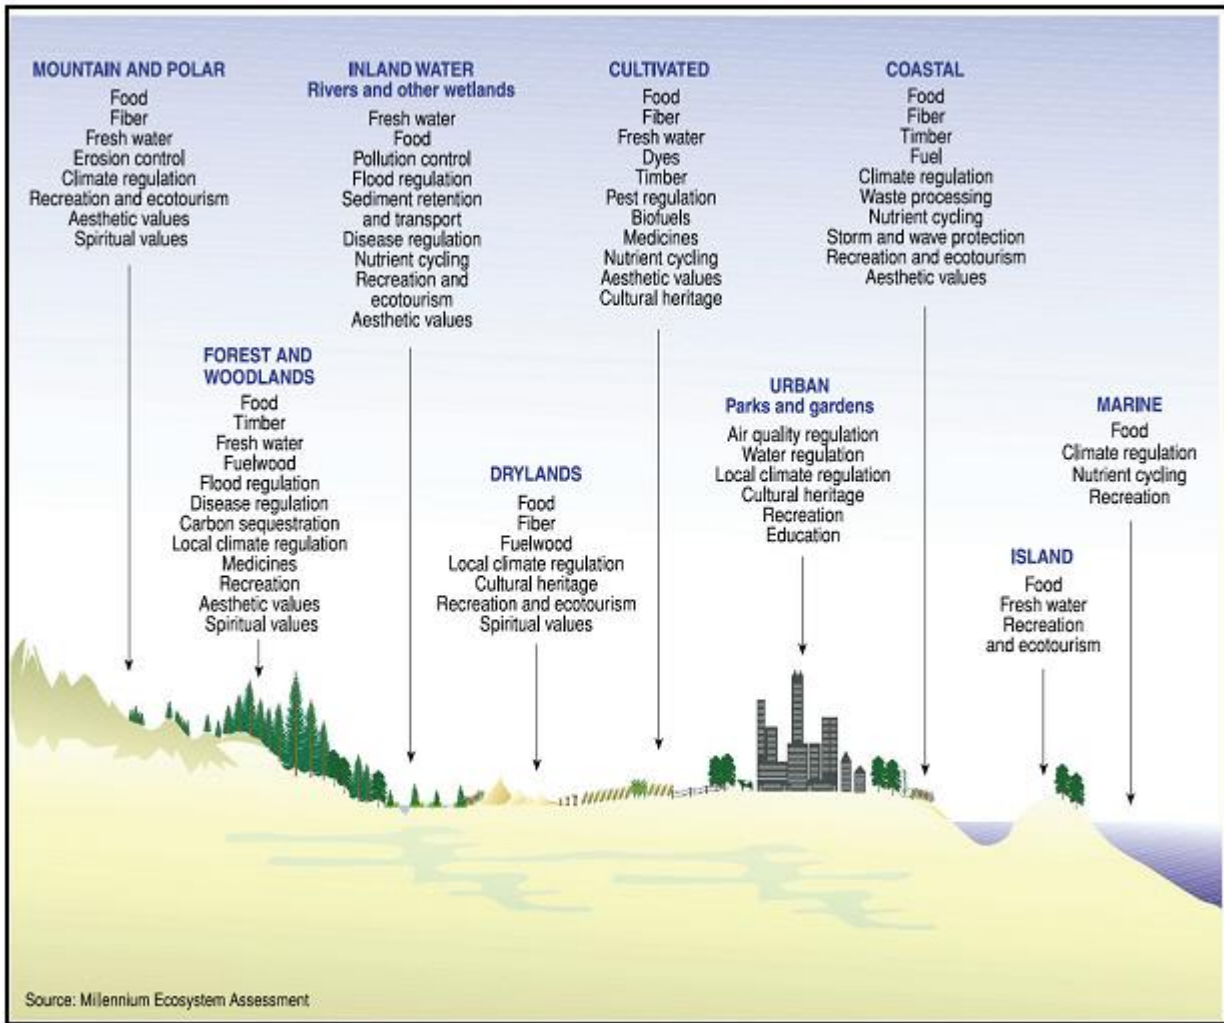 MOUNTAIN AND POLAR
Food
Fiber
Fresh water
Erosion control
Climate regulation
Recreation and ecotourism
Aesthetic values
Spiritual values
INLAND WATER
Rivers and other wetlands
Fresh water
Food
Pollution control
Flood regulation
Sediment retention
and transport
Disease regulation
Nutrient cycling
Recreation and
ecotourism
Aesthetic values
CULTIVATED
Food
Fiber
Fresh water
Dyes
Timber
Pest regulation
Biofuels
Medicines
Nutrient cycling
Aesthetic values
Cultural heritage
COASTAL
Food
Fiber
Timber
Fuel
Climate regulation
Waste processing
Nutrient cycling
Storm and wave protection
Recreation and ecotourism
Aesthetic values
FOREST AND
WOODLANDS
Food
Timber
Fresh water
Fuelwood
Flood regulation
Disease regulation
Carbon sequestration
Local climate regulation
Medicines
Recreation
Aesthetic values
Spiritual values
DRYLANDS
Food
Fiber
Fuelwood
Local climate regulation
Cultural heritage
Recreation and ecotourism
Spiritual values
URBAN
Parks and gardens
Air quality regulation
Water regulation
Local climate regulation
Cultural heritage
Recreation
Education
MARINE
Food
Climate regulation
Nutrient cycling
Recreation
ISLAND
Food
Fresh water
Recreation
and ecotourism
Source: Millennium Ecosystem Assessment